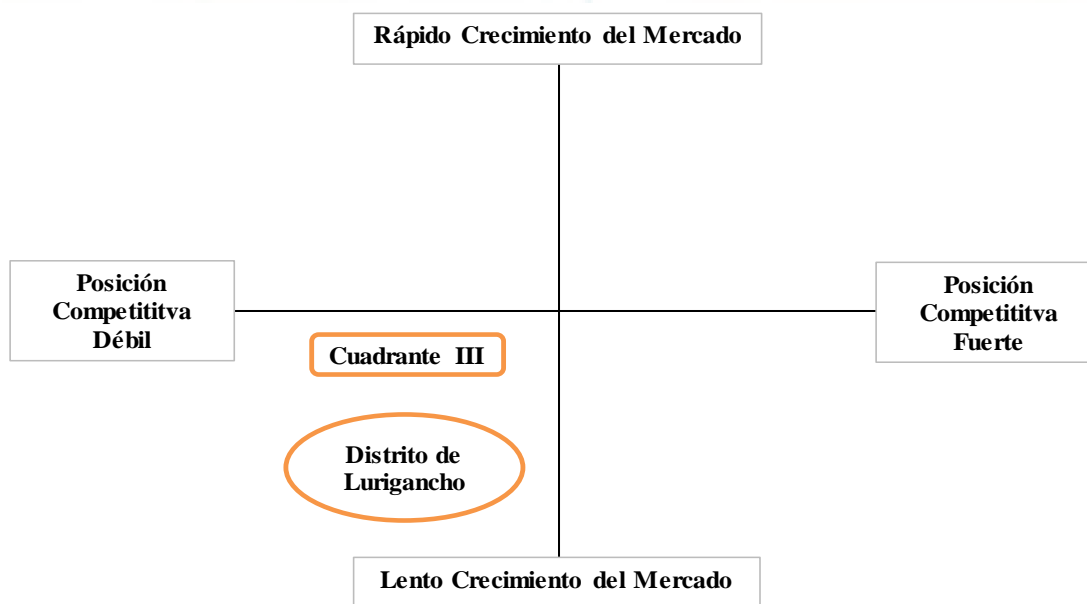 Rápido Crecimiento del Mercado
Posición
Competititva
Débil
Posición
Competititva
Fuerte
Cuadrante III
Distrito de
Lurigancho
Lento Crecimiento del Mercado